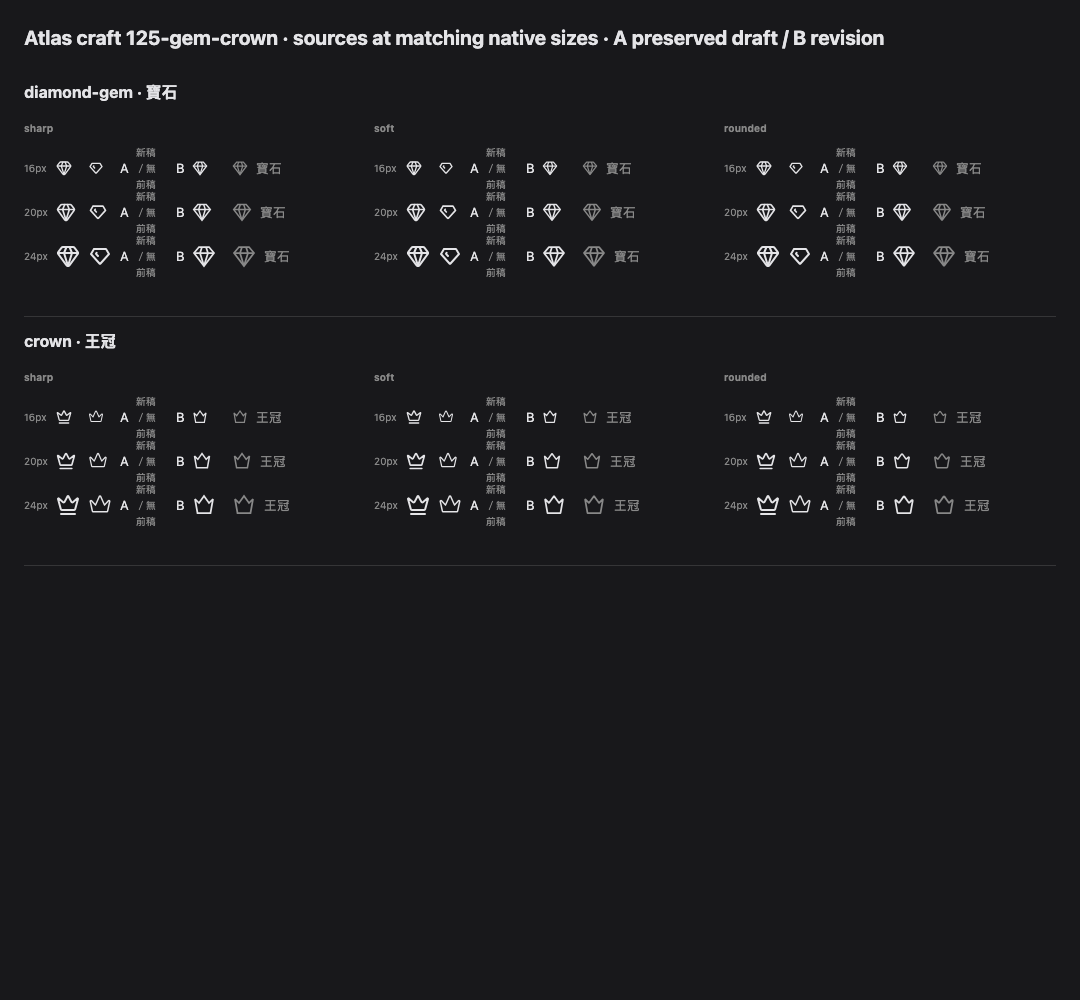 Atlas craft 125-gem-crown · sources at matching native sizes · A preserved draft / B revision
diamond-gem · 寶石
sharp
16px A 新稿 / 無前稿 B 寶石
20px A 新稿 / 無前稿 B 寶石
24px A 新稿 / 無前稿 B 寶石
soft
16px A 新稿 / 無前稿 B 寶石
20px A 新稿 / 無前稿 B 寶石
24px A 新稿 / 無前稿 B 寶石
rounded
16px A 新稿 / 無前稿 B 寶石
20px A 新稿 / 無前稿 B 寶石
24px A 新稿 / 無前稿 B 寶石
crown · 王冠
sharp
16px A 新稿 / 無前稿 B 王冠
20px A 新稿 / 無前稿 B 王冠
24px A 新稿 / 無前稿 B 王冠
soft
16px A 新稿 / 無前稿 B 王冠
20px A 新稿 / 無前稿 B 王冠
24px A 新稿 / 無前稿 B 王冠
rounded
16px A 新稿 / 無前稿 B 王冠
20px A 新稿 / 無前稿 B 王冠
24px A 新稿 / 無前稿 B 王冠